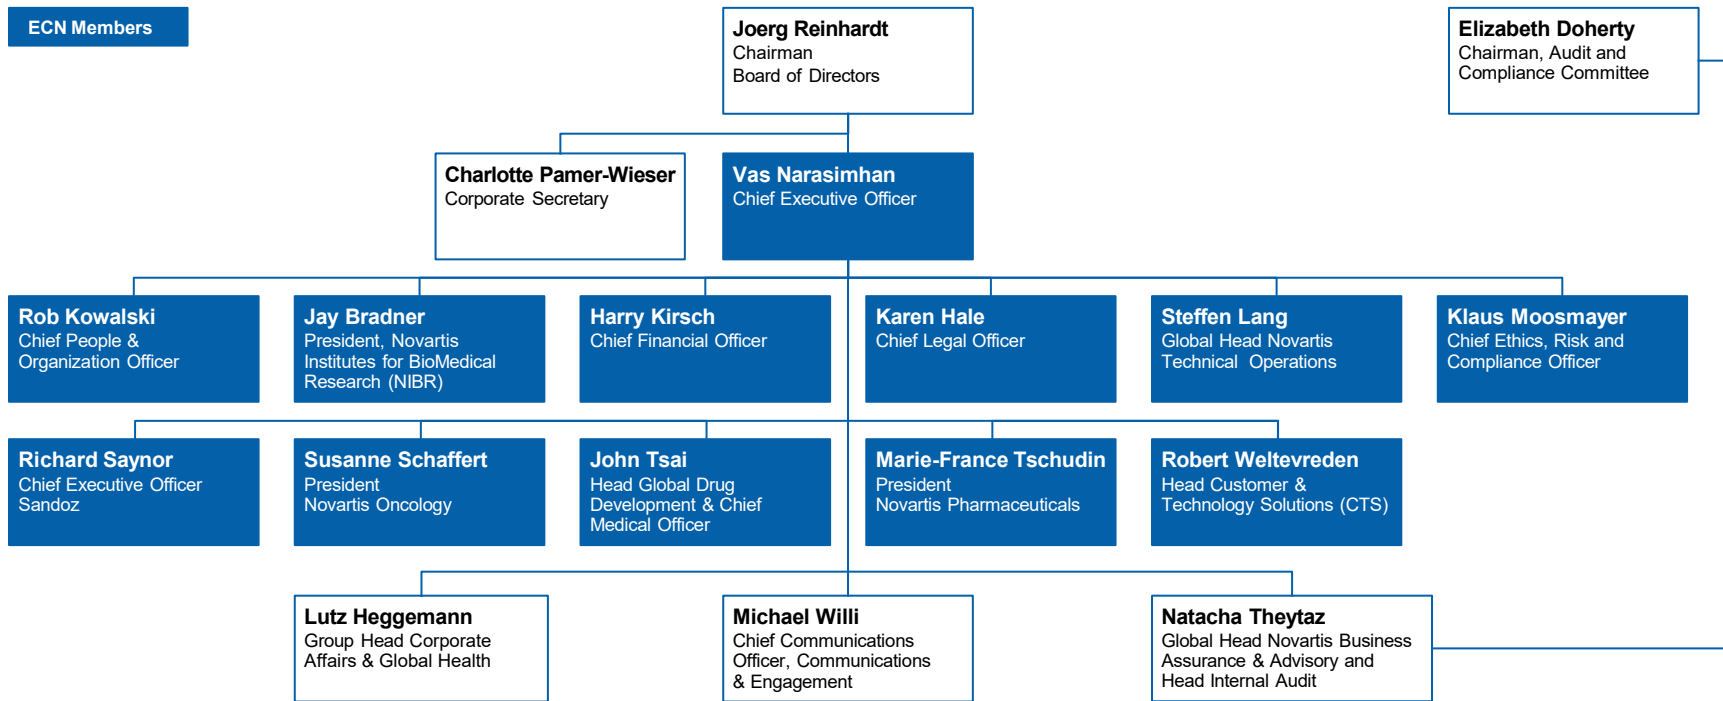 ECN Members
Joerg Reinhardt
Chairman
Board of Directors
Elizabeth Doherty
Chairman, Audit and
Compliance Committee
Charlotte Pamer-Wieser
Corporate Secretary
Vas Narasimhan
Chief Executive Officer
Rob Kowalski
Chief People &
Organization Officer
Jay Bradner
President, Novartis
Institutes for BioMedical
Research (NIBR)
Harry Kirsch
Chief Financial Officer
Karen Hale
Chief Legal Officer
Steffen Lang
Global Head Novartis
Technical Operations
Klaus Moosmayer
Chief Ethics, Risk and
Compliance Officer
Richard Saynor
Chief Executive Officer
Sandoz
Susanne Schaffert
President
Novartis Oncology
John Tsai
Head Global Drug
Development & Chief
Medical Officer
Marie-France Tschudin
President
Novartis Pharmaceuticals
Robert Weltevreden
Head Customer &
Technology Solutions (CTS)
Lutz Heggemann
Group Head Corporate
Affairs & Global Health
Michael Willi
Chief Communications
Officer, Communications
& Engagement
Natacha Theytaz
Global Head Novartis Business
Assurance & Advisory and
Head Internal Audit